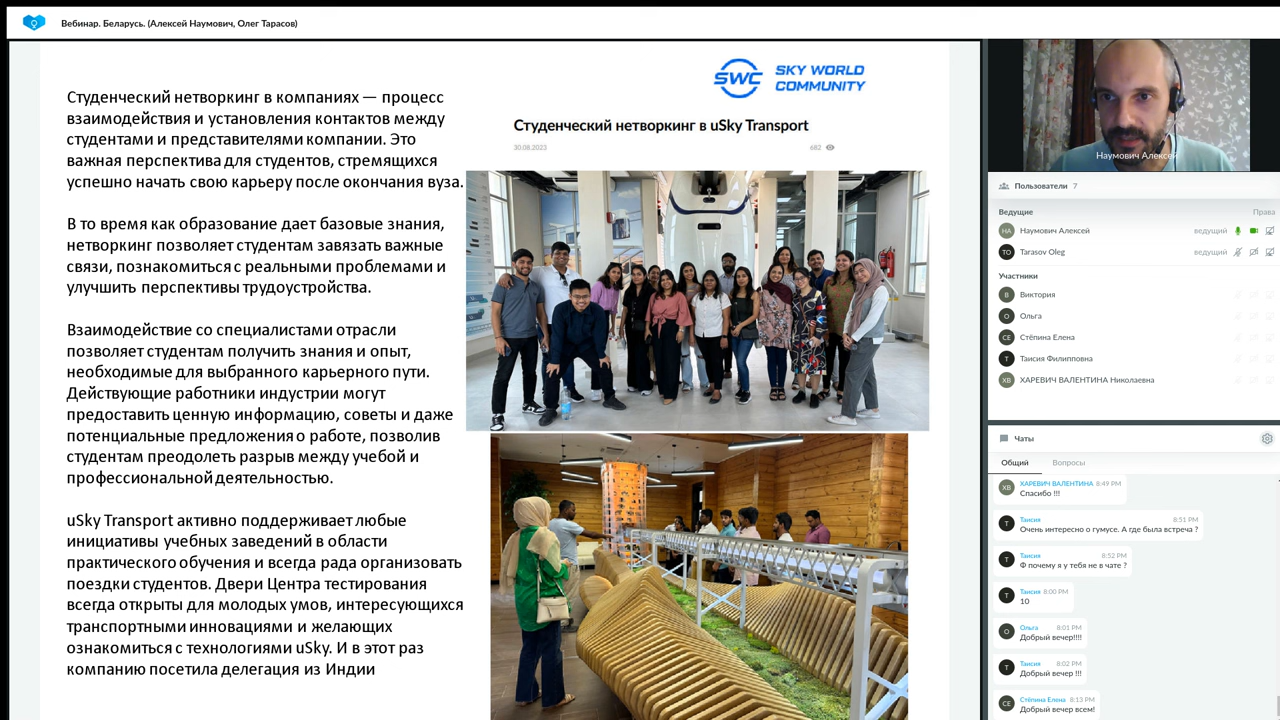 Вебинар. Беларусь. (Алексей Наумович, Олег Тарасов)
Студенческий нетворкинг в компаниях — процесс
взаимодействия и установления контактов между
студентами и представителями компании. Это
важная перспектива для студентов, стремящихся
успешно начать свою карьеру после окончания вуза.
В то время как образование дает базовые знания,
нетворкинг позволяет студентам завязать важные
связи, познакомиться с реальными проблемами и
улучшить перспективы трудоустройства.
Взаимодействие со специалистами отрасли
позволяет студентам получить знания и опыт,
необходимые для выбранного карьерного пути.
Действующие работники индустрии могут
предоставить ценную информацию, советы и даже
потенциальные предложения о работе, позволив
студентам преодолеть разрыв между учебой и
профессиональной деятельностью.
uSky Transport активно поддерживает любые
инициативы учебных заведений в области
практического обучения и всегда рада организовать
поездки студентов. Двери Центра тестирования
всегда открыты для молодых умов, интересующихся
транспортными инновациями и желающих
ознакомиться с технологиями uSky. И в этот раз
компанию посетила делегация из Индии
SWC SKY WORLD
COMMUNITY
Студенческий нетворкинг в uSky Transport
30.08.2023 682
Наумович Алексей
Пользователи 7
Ведущие Права
НА Наумович Алексей ведущий
TO Tarasov Oleg ведущий
Участники
В Виктория
О Ольга
СЕ Стёпина Елена
Т Таисия Филипповна
ХВ ХАРЕВИЧ ВАЛЕНТИНА Николаевна
Чаты
Общий Вопросы
ХВ ХАРЕВИЧ ВАЛЕНТИНА 8:49 PM
Спасибо !!!
Т Таисия 8:51 PM
Очень интересно о гумусе. А где была встреча ?
Т Таисия 8:52 PM
Ф почему я у тебя не в чате ?
Т Таисия 8:00 PM
10
О Ольга 8:01 PM
Добрый вечер!!!!
Т Таисия 8:02 PM
Добрый вечер !!!
СЕ Стёпина Елена 8:13 PM
Добрый вечер всем!